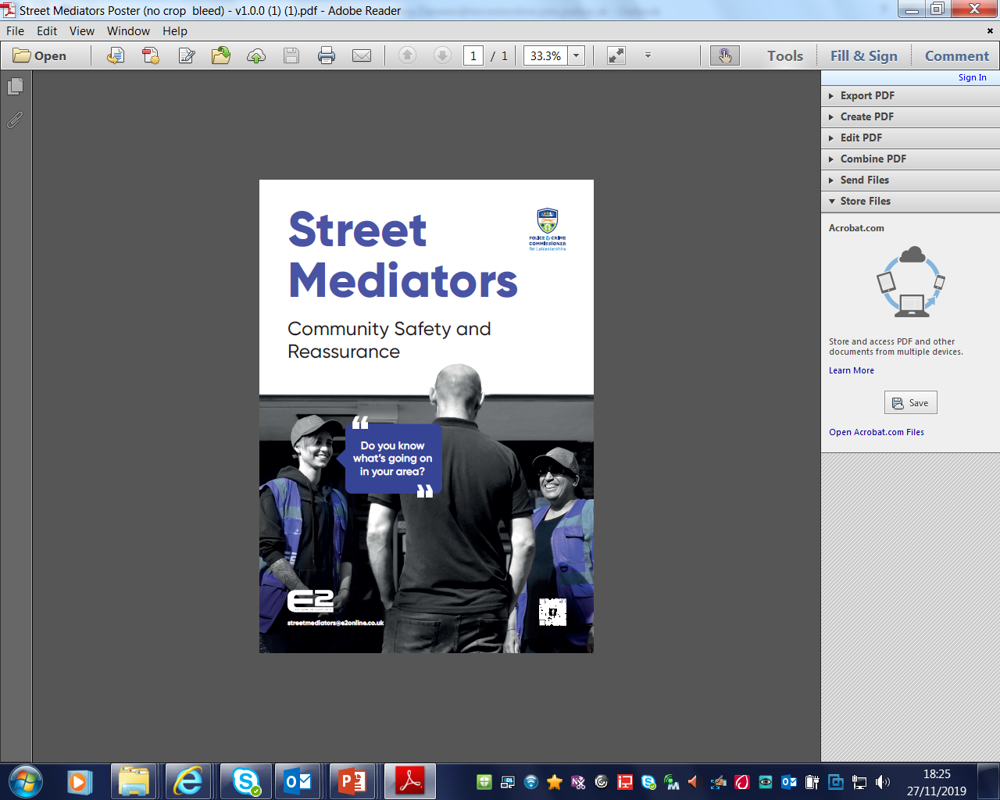 Street Mediators Poster (no crop  bleed) - v1.0.0 (1) (1).pdf - Adobe Reader
File Edit View Window Help
Open
1 / 1
33.3%
Tools
Fill & Sign
Comment
Sign In
Export PDF
Create PDF
Edit PDF
Combine PDF
Send Files
Store Files
Acrobat.com
Store and access PDF and other
documents from multiple devices.
Learn More
Save
Open Acrobat.com Files
Street
Mediators
POLICE & CRIME
COMMISSIONER
for Leicestershire
Community Safety and
Reassurance
Do you know
what's going on
in your area?
E2
streetmediators@e2online.co.uk
18:25
27/11/2019